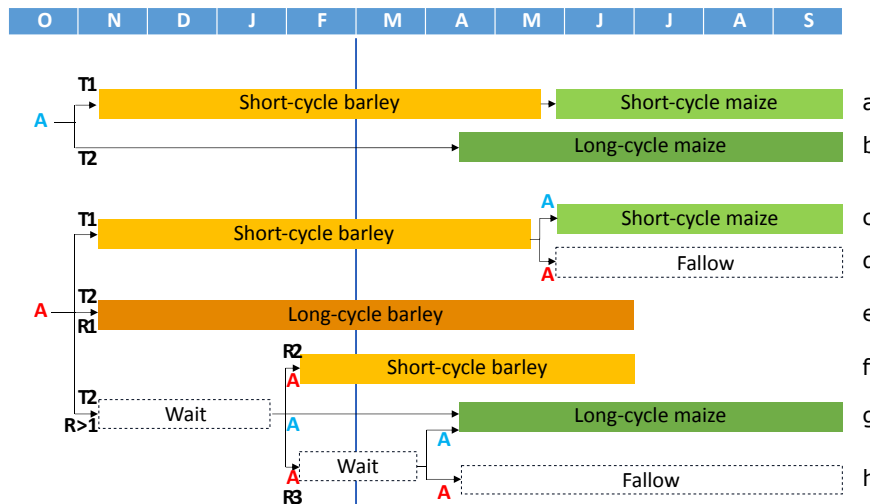 O N D J F M A M J J A S
T1
Short-cycle barley Short-cycle maize a
A
Long-cycle maize b
T2
T1 A
Short-cycle maize c
Short-cycle barley
Fallow d
A
T2
A Long-cycle barley e
R1
R2
Short-cycle barley f
A
T2
Wait Long-cycle maize g
R>1 A
A
Wait
A Fallow h
A
R3